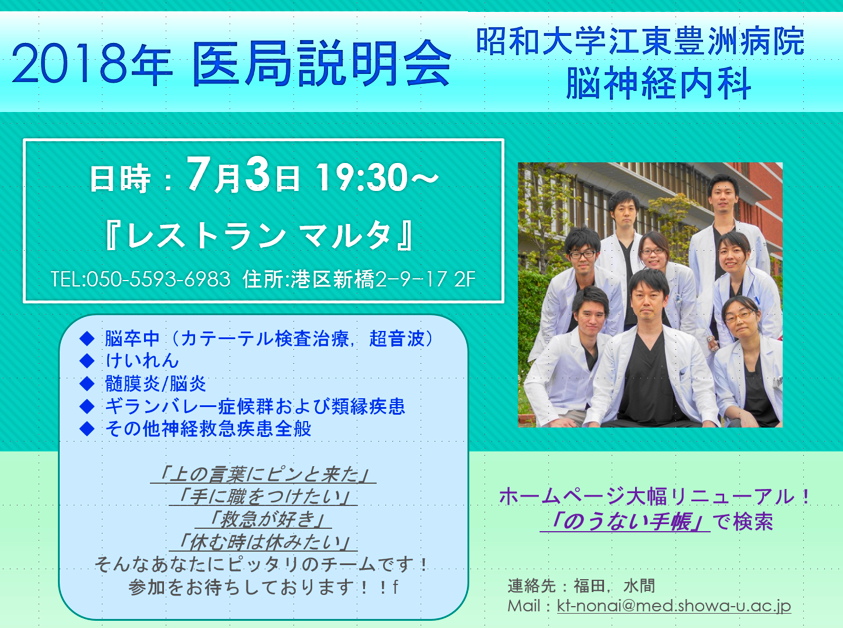 2018年 医局説明会
昭和大学江東豊洲病院
脳神経内科
日時：7月3日 19:30～
『レストラン マルタ』
TEL:050-5593-6983 住所:港区新橋2−9−17 2F
◆ 脳卒中（カテーテル検査治療，超音波）
◆ けいれん
◆ 髄膜炎/脳炎
◆ ギランバレー症候群および類縁疾患
◆ その他神経救急疾患全般
「上の言葉にピンと来た」
「手に職をつけたい」
「救急が好き」
「休む時は休みたい」
そんなあなたにピッタリのチームです！
参加をお待ちしております！！f
ホームページ大幅リニューアル！
「のうない手帳」で検索
連絡先：福田，水間
Mail：kt-nonai@med.showa-u.ac.jp